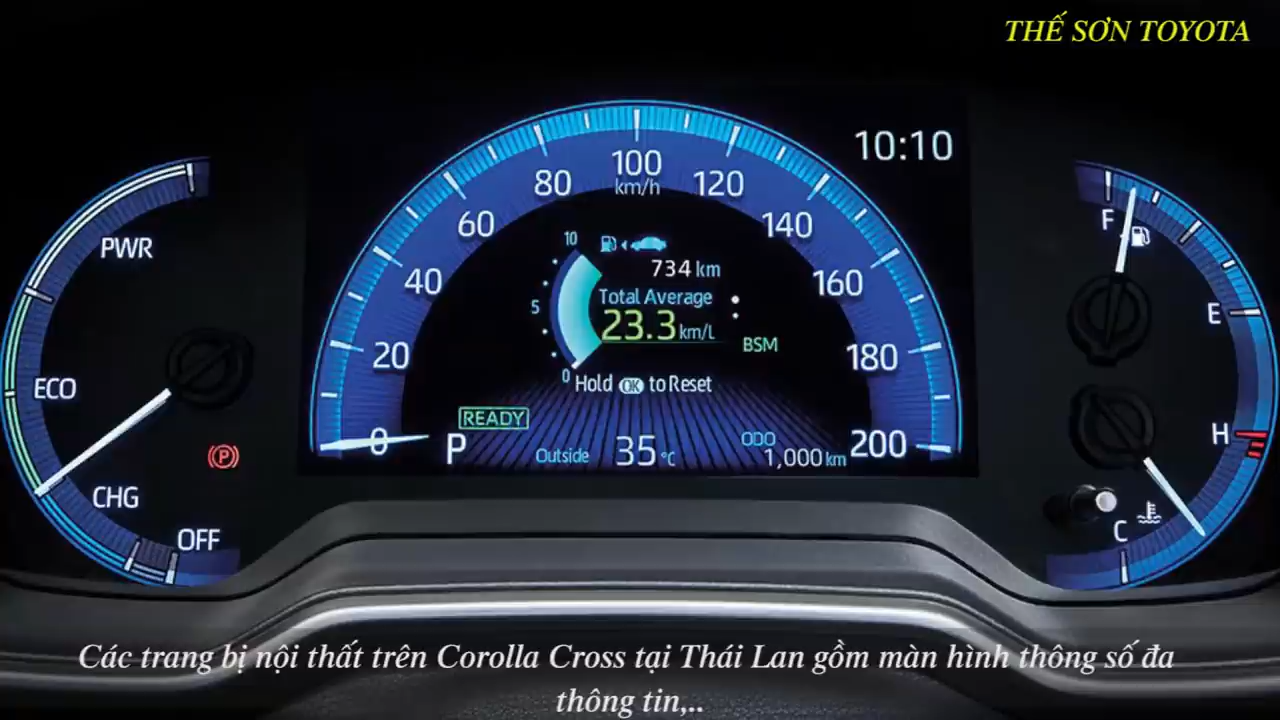 THẾ SƠN TOYOTA
10:10
PWR
ECO
CHG
OFF
0
20
40
60
80
100
km/h
120
140
160
180
200
10
5
0
734 km
Total Average
23.3 km/L
BSM
Hold OK to Reset
READY
P
Outside 35 °C
ODO
1,000 km
P
F
E
H
C
Các trang bị nội thất trên Corolla Cross tại Thái Lan gồm màn hình thông số đa
thông tin,..